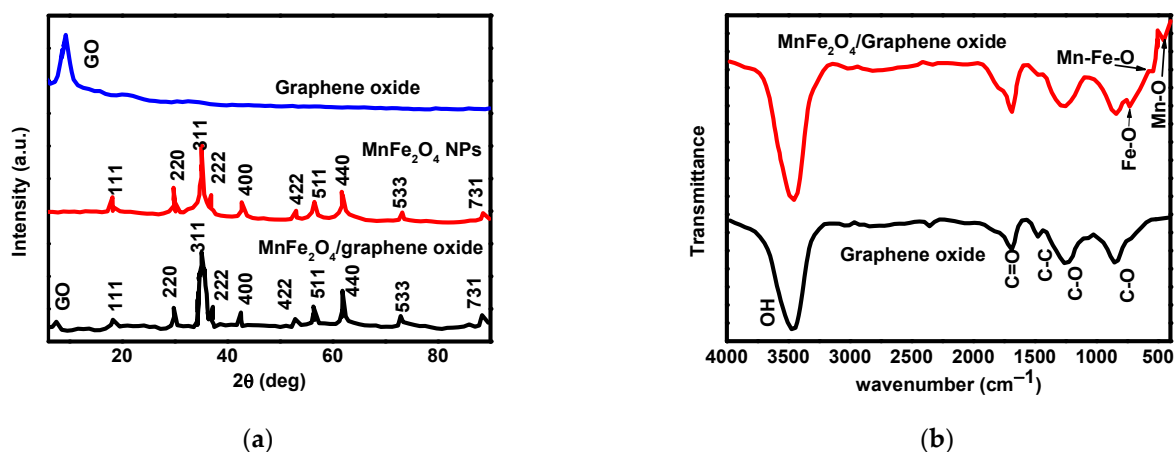 GO
Graphene oxide
311
MnFe₂O₄ NPs
111
220
222
400
422
511
440
533
731
MnFe₂O₄/graphene oxide
GO
111
220
311
222
400
422
511
440
533
731
Intensity (a.u.)
20
40
60
80
2θ (deg)
(a)
MnFe₂O₄/Graphene oxide
Mn-Fe-O
Mn-O
Fe-O
Graphene oxide
OH
C=O
C-C
C-O
C-O
Transmittance
4000
3500
3000
2500
2000
1500
1000
500
wavenumber (cm⁻¹)
(b)